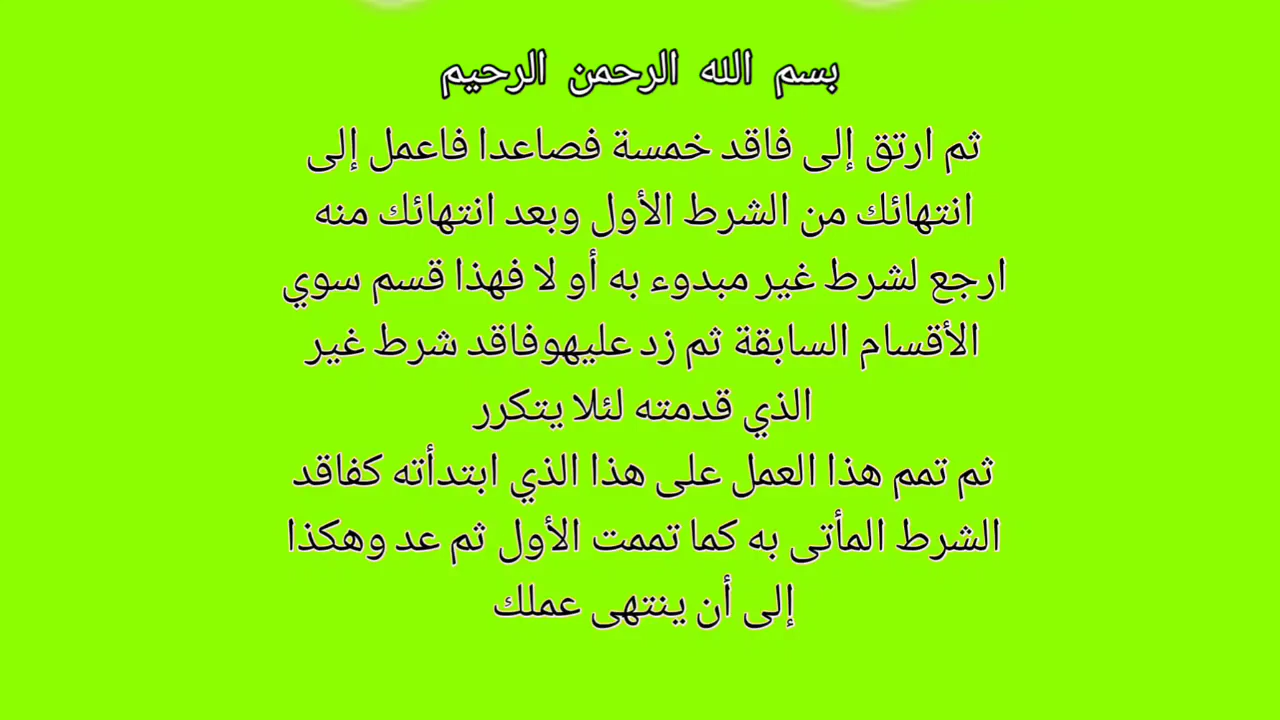 بسم الله الرحمن الرحيم
ثم ارتق إلى فاقد خمسة فصاعدا فاعمل إلى
انتهائك من الشرط الأول وبعد انتهائك منه
ارجع لشرط غير مبدوء به أو لا فهذا قسم سوي
الأقسام السابقة ثم زد عليهوفاقد شرط غير
الذي قدمته لئلا يتكرر
ثم تمم هذا العمل على هذا الذي ابتدأته كفاقد
الشرط المأتى به كما تممت الأول ثم عد وهكذا
إلى أن ينتهى عملك